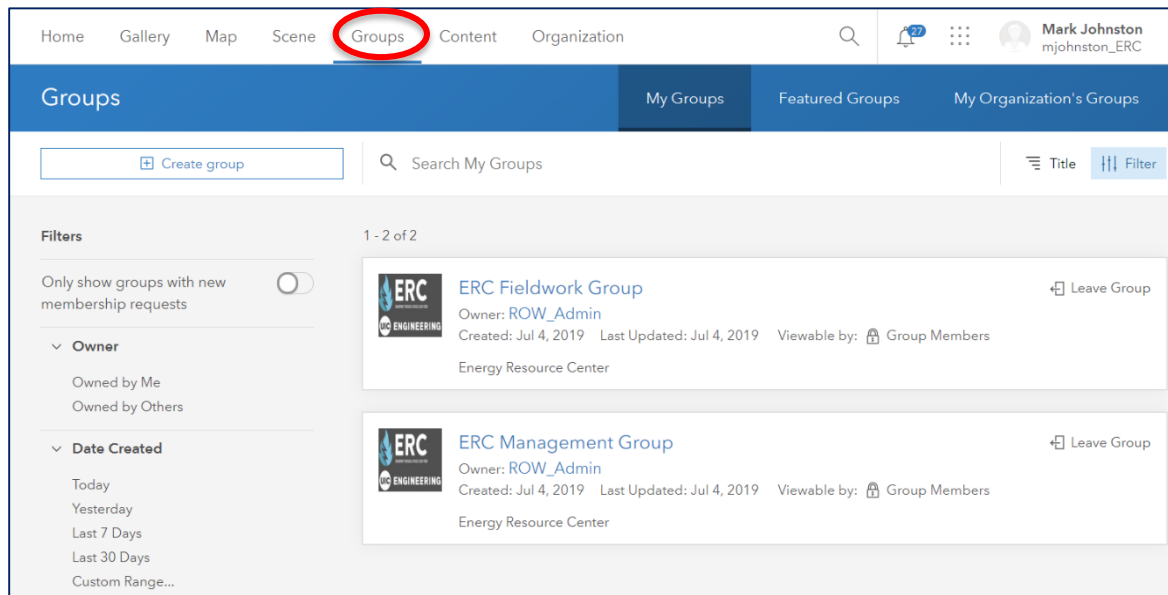 Home Gallery Map Scene Groups Content Organization 27 Mark Johnston
mjohnston_ERC
Groups My Groups Featured Groups My Organization's Groups
Create group Search My Groups Title Filter
Filters 1 - 2 of 2
Only show groups with new
membership requests
Owner
Owned by Me
Owned by Others
Date Created
Today
Yesterday
Last 7 Days
Last 30 Days
Custom Range...
ERC
UIC ENGINEERING
ERC Fieldwork Group Leave Group
Owner: ROW_Admin
Created: Jul 4, 2019 Last Updated: Jul 4, 2019 Viewable by: Group Members
Energy Resource Center
ERC
UIC ENGINEERING
ERC Management Group Leave Group
Owner: ROW_Admin
Created: Jul 4, 2019 Last Updated: Jul 4, 2019 Viewable by: Group Members
Energy Resource Center